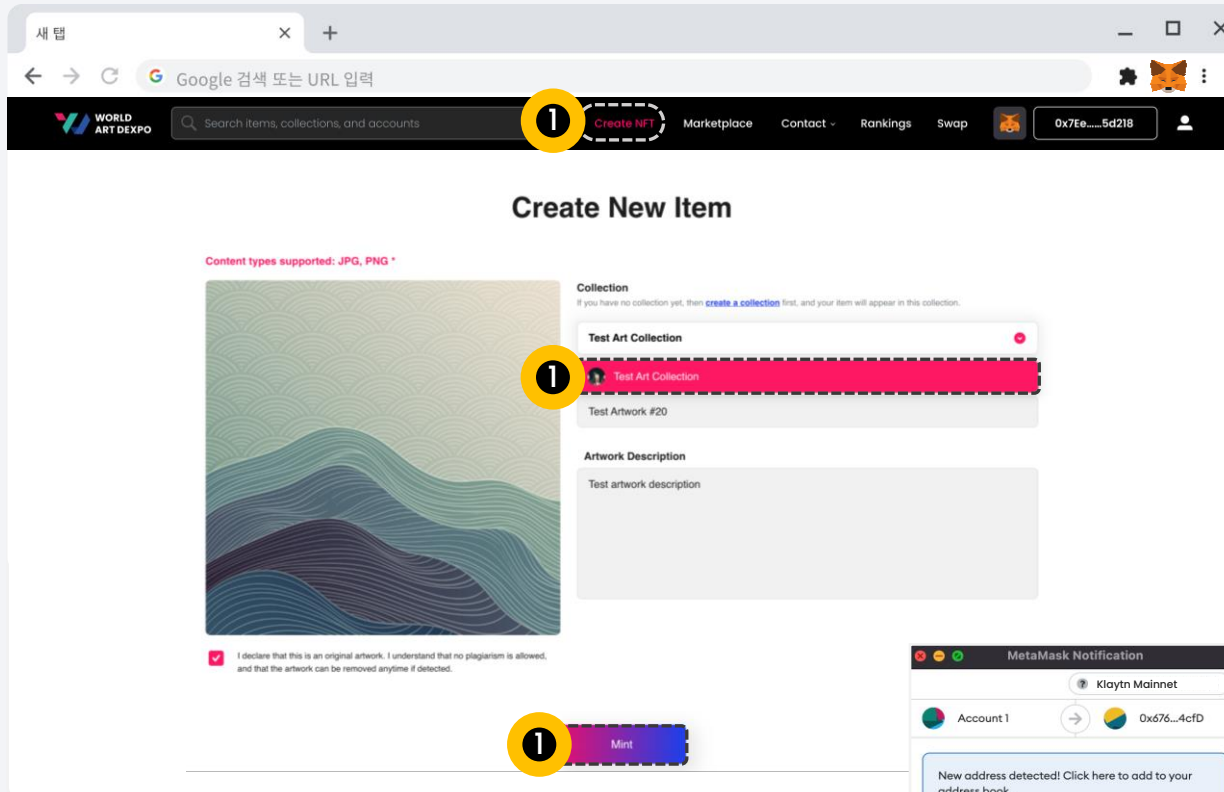 새 탭
Google 검색 또는 URL 입력
WORLD
ART DEXPO
Search items, collections, and accounts
1
Create NFT
Marketplace
Contact
Rankings
Swap
0x7Ee......5d218
Create New Item
Content types supported: JPG, PNG *
Collection
If you have no collection yet, then create a collection first, and your item will appear in this collection.
Test Art Collection
1
Test Art Collection
Test Artwork #20
Artwork Description
Test artwork description
I declare that this is an original artwork. I understand that no plagiarism is allowed,
and that the artwork can be removed anytime if detected.
1
Mint
MetaMask Notification
? Klaytn Mainnet
Account 1
0x676...4cfD
New address detected! Click here to add to your
address book